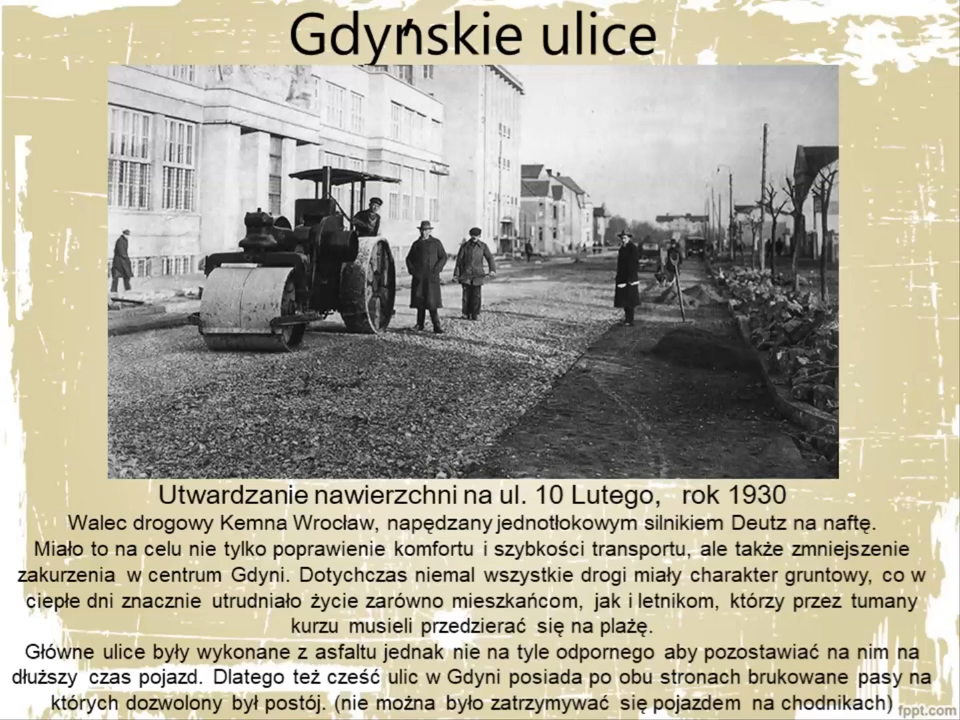 Gdyńskie ulice
Utwardzanie nawierzchni na ul. 10 Lutego, rok 1930
Walec drogowy Kemna Wrocław, napędzany jednotłokowym silnikiem Deutz na naftę.
Miało to na celu nie tylko poprawienie komfortu i szybkości transportu, ale także zmniejszenie
zakurzenia w centrum Gdyni. Dotychczas niemal wszystkie drogi miały charakter gruntowy, co w
ciepłe dni znacznie utrudniało życie zarówno mieszkańcom, jak i letnikom, którzy przez tumany
kurzu musieli przedzierać się na plażę.
Główne ulice były wykonane z asfaltu jednak nie na tyle odpornego aby pozostawiać na nim na
dłuższy czas pojazd. Dlatego też cześć ulic w Gdyni posiada po obu stronach brukowane pasy na
których dozwolony był postój. (nie można było zatrzymywać się pojazdem na chodnikach)
fppt.com